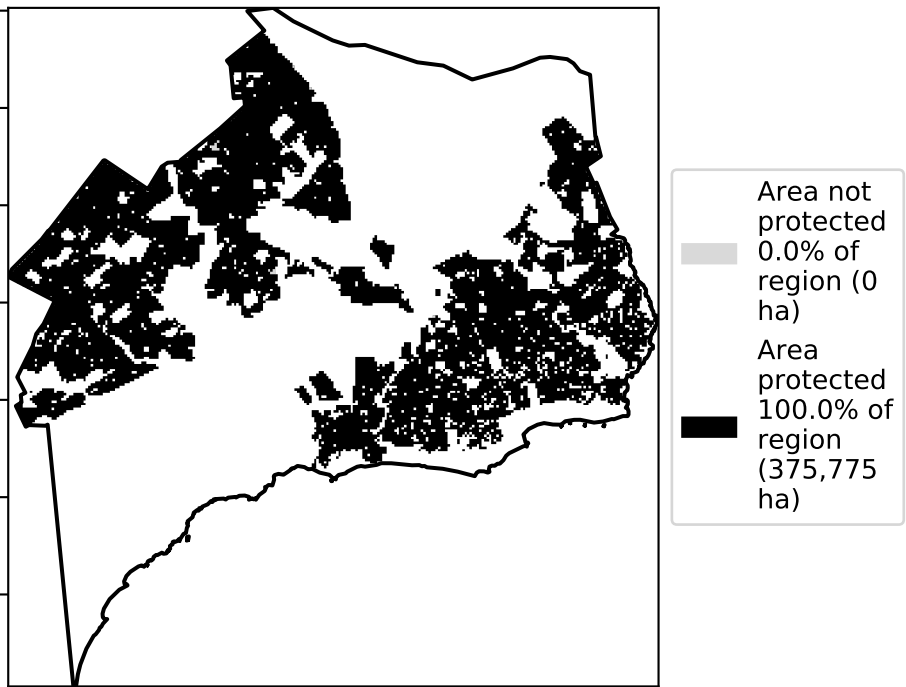 Area not
protected
0.0% of
region (0
ha)
Area
protected
100.0% of
region
(375,775
ha)